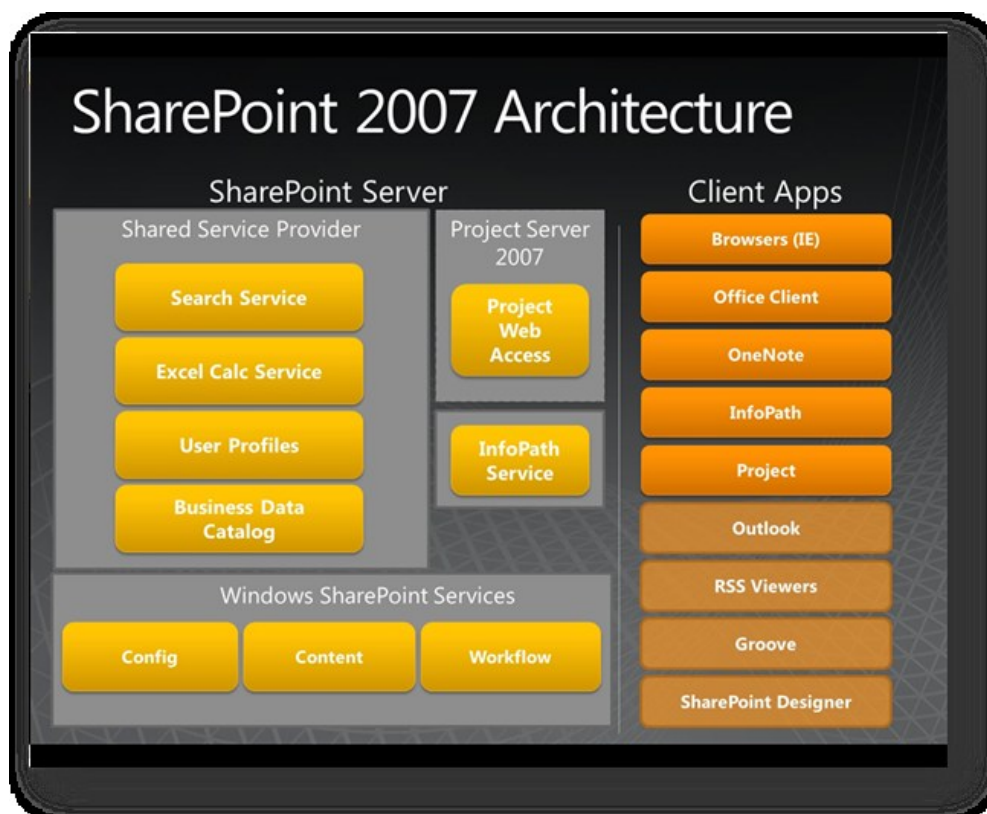 SharePoint 2007 Architecture
SharePoint Server
Shared Service Provider
Search Service
Excel Calc Service
User Profiles
Business Data
Catalog
Project Server
2007
Project
Web
Access
InfoPath
Service
Windows SharePoint Services
Config
Content
Workflow
Client Apps
Browsers (IE)
Office Client
OneNote
InfoPath
Project
Outlook
RSS Viewers
Groove
SharePoint Designer